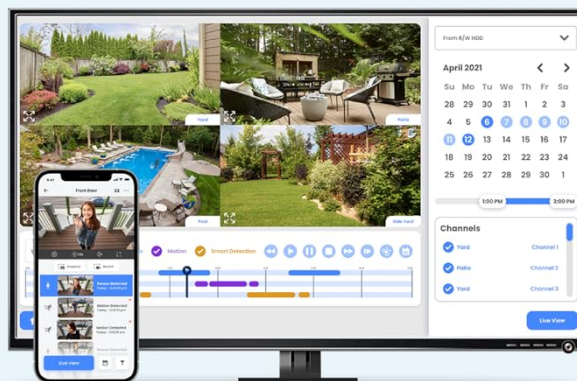 From R/W HDD
April 2021
Su Mo Tu We Th Fr Sa
28 29 30 31 1 2 3
4 5 6 7 8 9 10
11 12 13 14 15 16 17
18 19 20 21 22 23 24
25 26 27 28 29 30 1
1:00 PM 3:00 PM
Channels
Yard Channel 1
Patio Channel 2
Yard Channel 3
Live View
Yard
Patio
Pool
Side Yard
Motion
Smart Detection
Front Door
Snapshot
Record
Person Detected
Motion Detected
Motion Detected
Live view